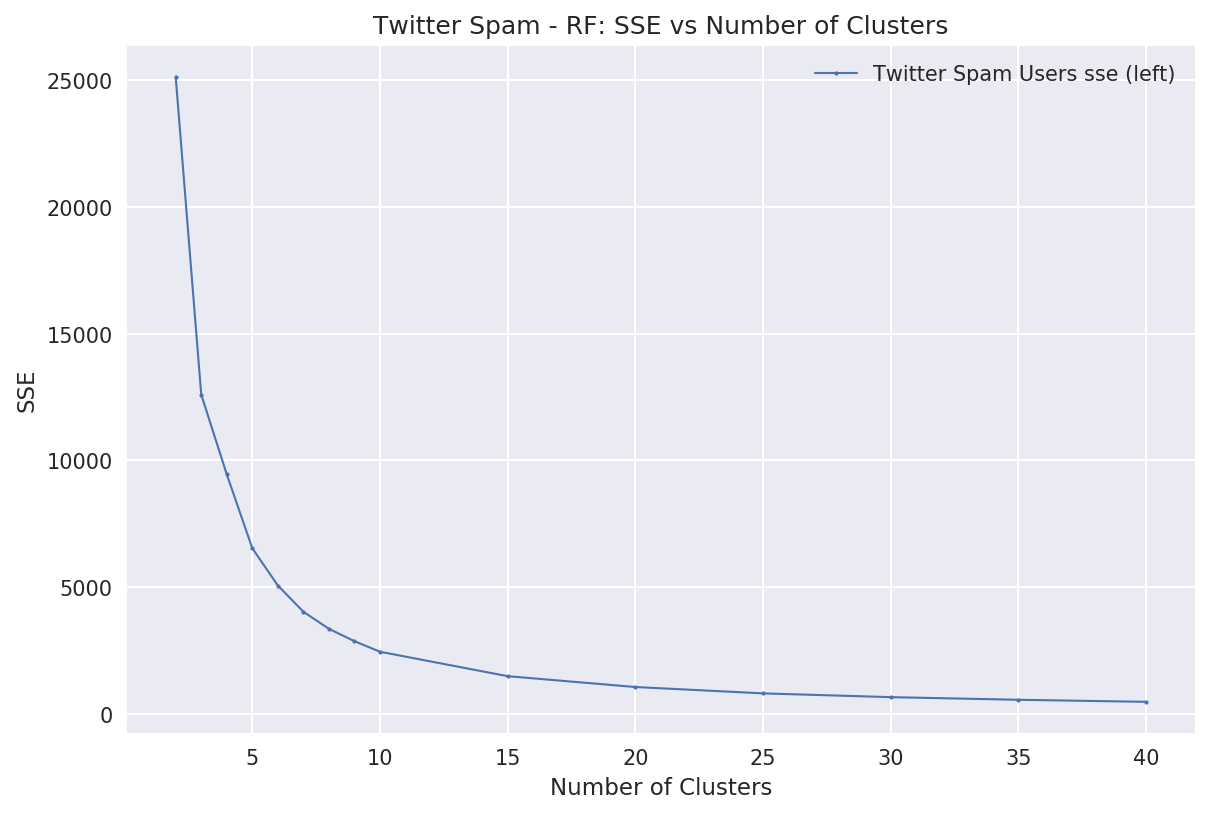 Twitter Spam - RF: SSE vs Number of Clusters
Twitter Spam Users sse (left)
25000
20000
15000
10000
5000
0
SSE
5 10 15 20 25 30 35 40
Number of Clusters